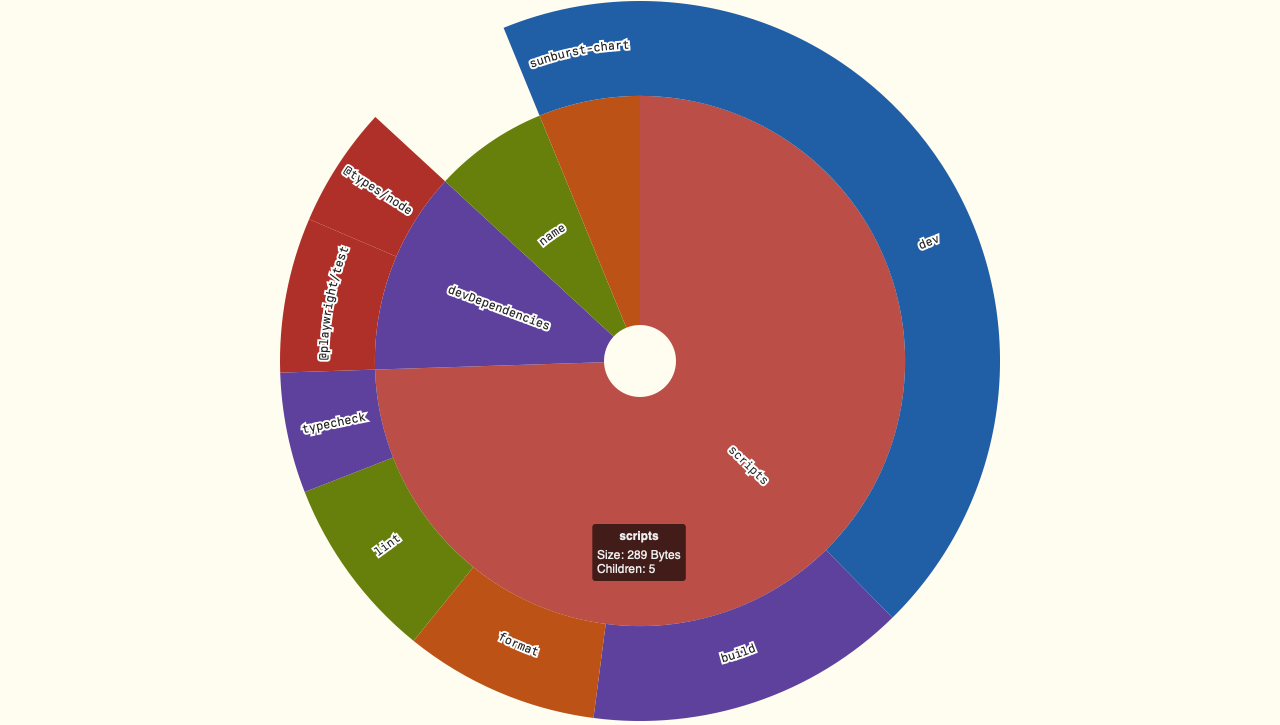 sunburst-chart
@types/node
name
dev
@playwright/test
devDependencies
typecheck
scripts
lint
scripts
Size: 289 Bytes
Children: 5
format
build